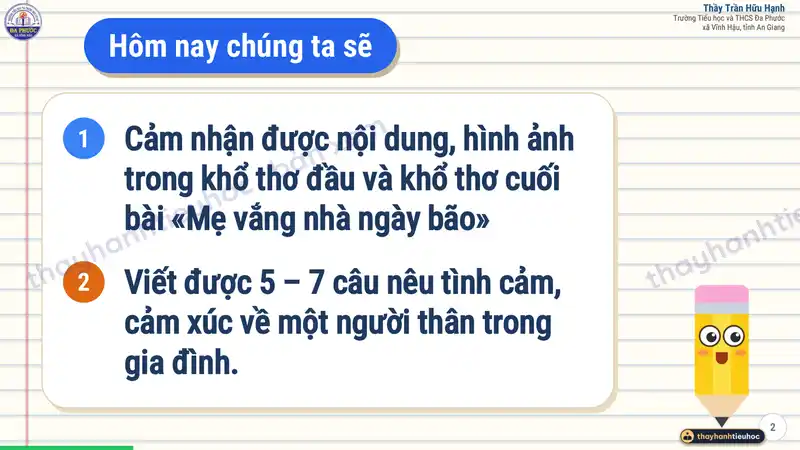 Thầy Trần Hữu Hạnh
Trường Tiểu học và THCS Đa Phước
xã Vĩnh Hậu, tỉnh An Giang
ĐA PHƯỚC
Hôm nay chúng ta sẽ
1 Cảm nhận được nội dung, hình ảnh
trong khổ thơ đầu và khổ thơ cuối
bài «Mẹ vắng nhà ngày bão»
2 Viết được 5 – 7 câu nêu tình cảm,
cảm xúc về một người thân trong
gia đình.
thayhanhtieuhoc
2